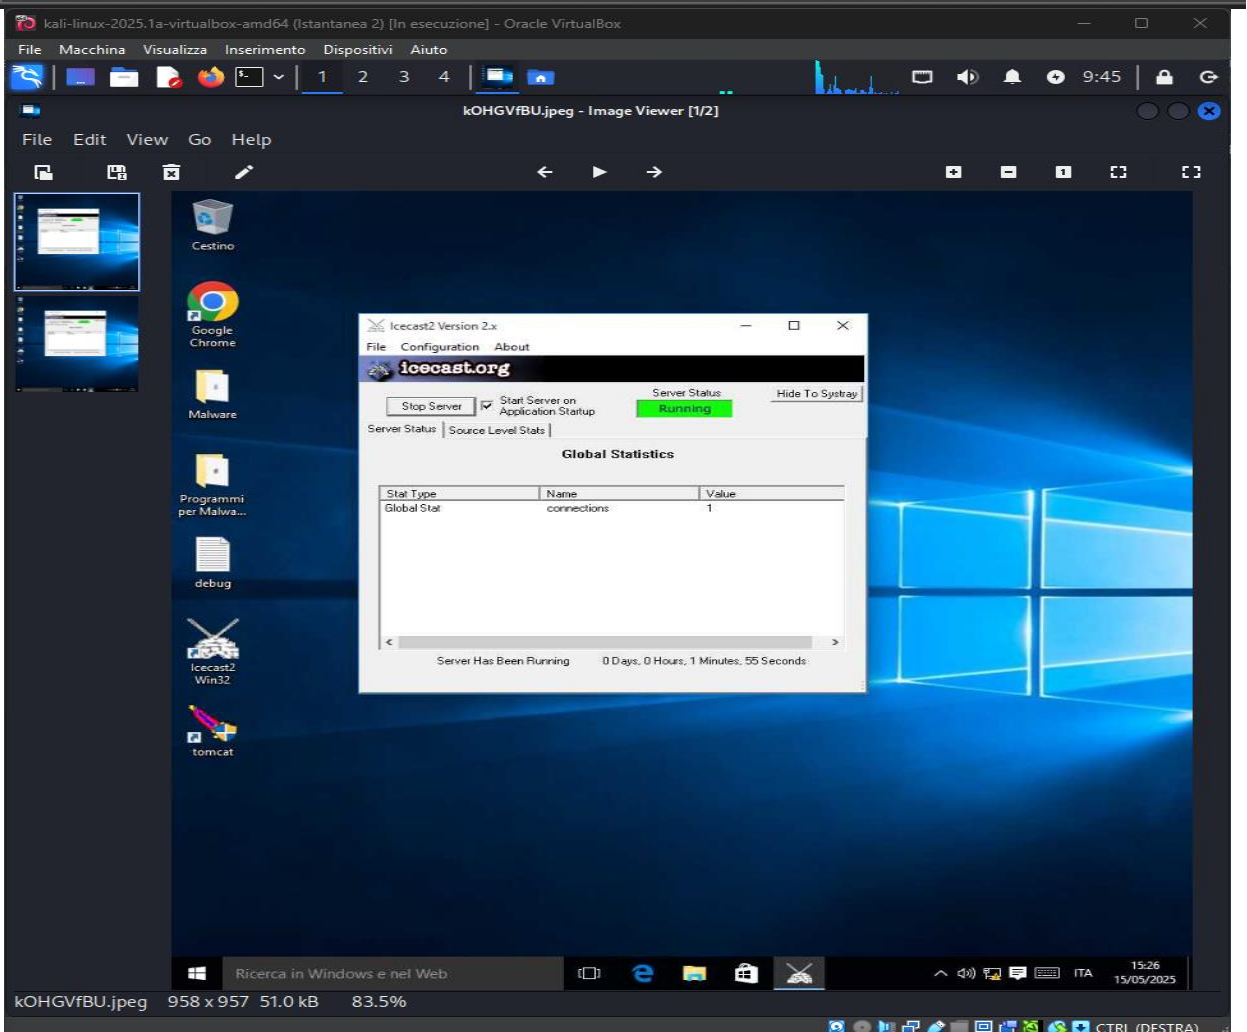 kali-linux-2025.1a-virtualbox-amd64 (Istantanea 2) [In esecuzione] - Oracle VirtualBox
File Macchina Visualizza Inserimento Dispositivi Aiuto
1 2 3 4 9:45
kOHGVfBU.jpeg - Image Viewer [1/2]
File Edit View Go Help
Cestino
Google
Chrome
Malware
Programmi
per Malwa...
debug
Icecast2
Win32
tomcat
Icecast2 Version 2.x
File Configuration About
icecast.org
Stop Server
Start Server on
Application Startup
Server Status
Running
Hide To Systray
Server Status Source Level Stats
Global Statistics
Stat Type Name Value
Global Stat connections 1
Server Has Been Running 0 Days, 0 Hours, 1 Minutes, 55 Seconds
Ricerca in Windows e nel Web
ITA
15:26
15/05/2025
kOHGVfBU.jpeg 958 x 957 51.0 kB 83.5%
CTRL (DESTRA)